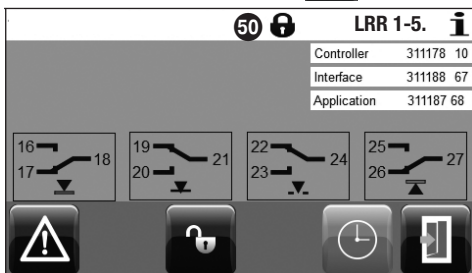 50 LRR 1-5. i
Controller 311178 10
Interface 311188 67
Application 311187 68
16 17 18 19 20 21 22 23 24 25 26 27